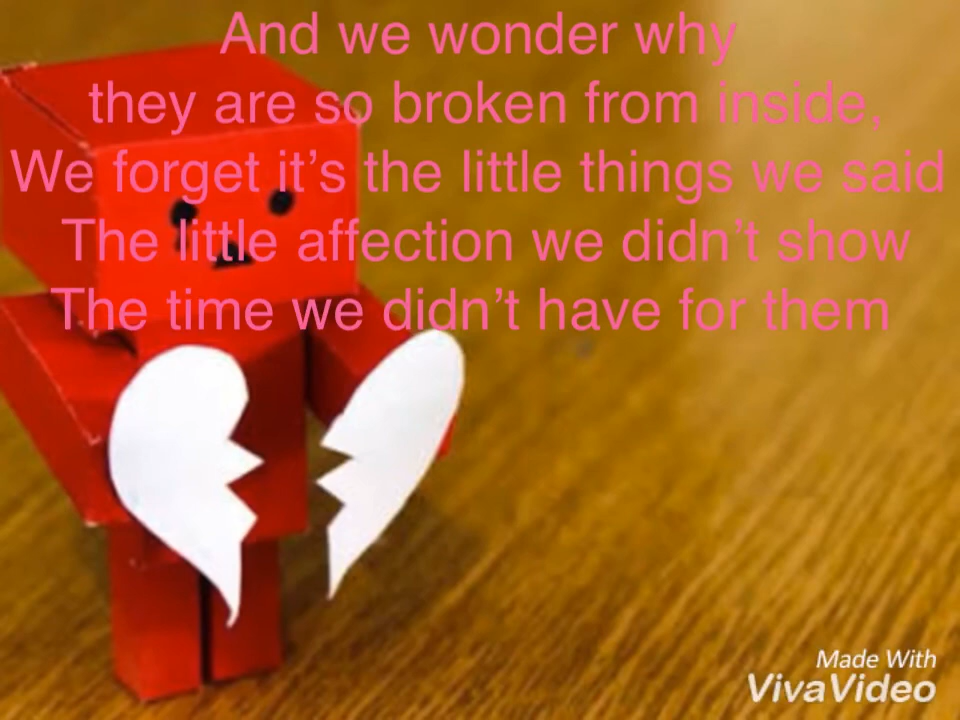 And we wonder why
they are so broken from inside,
We forget it’s the little things we said
The little affection we didn’t show
The time we didn’t have for them
Made With
VivaVideo